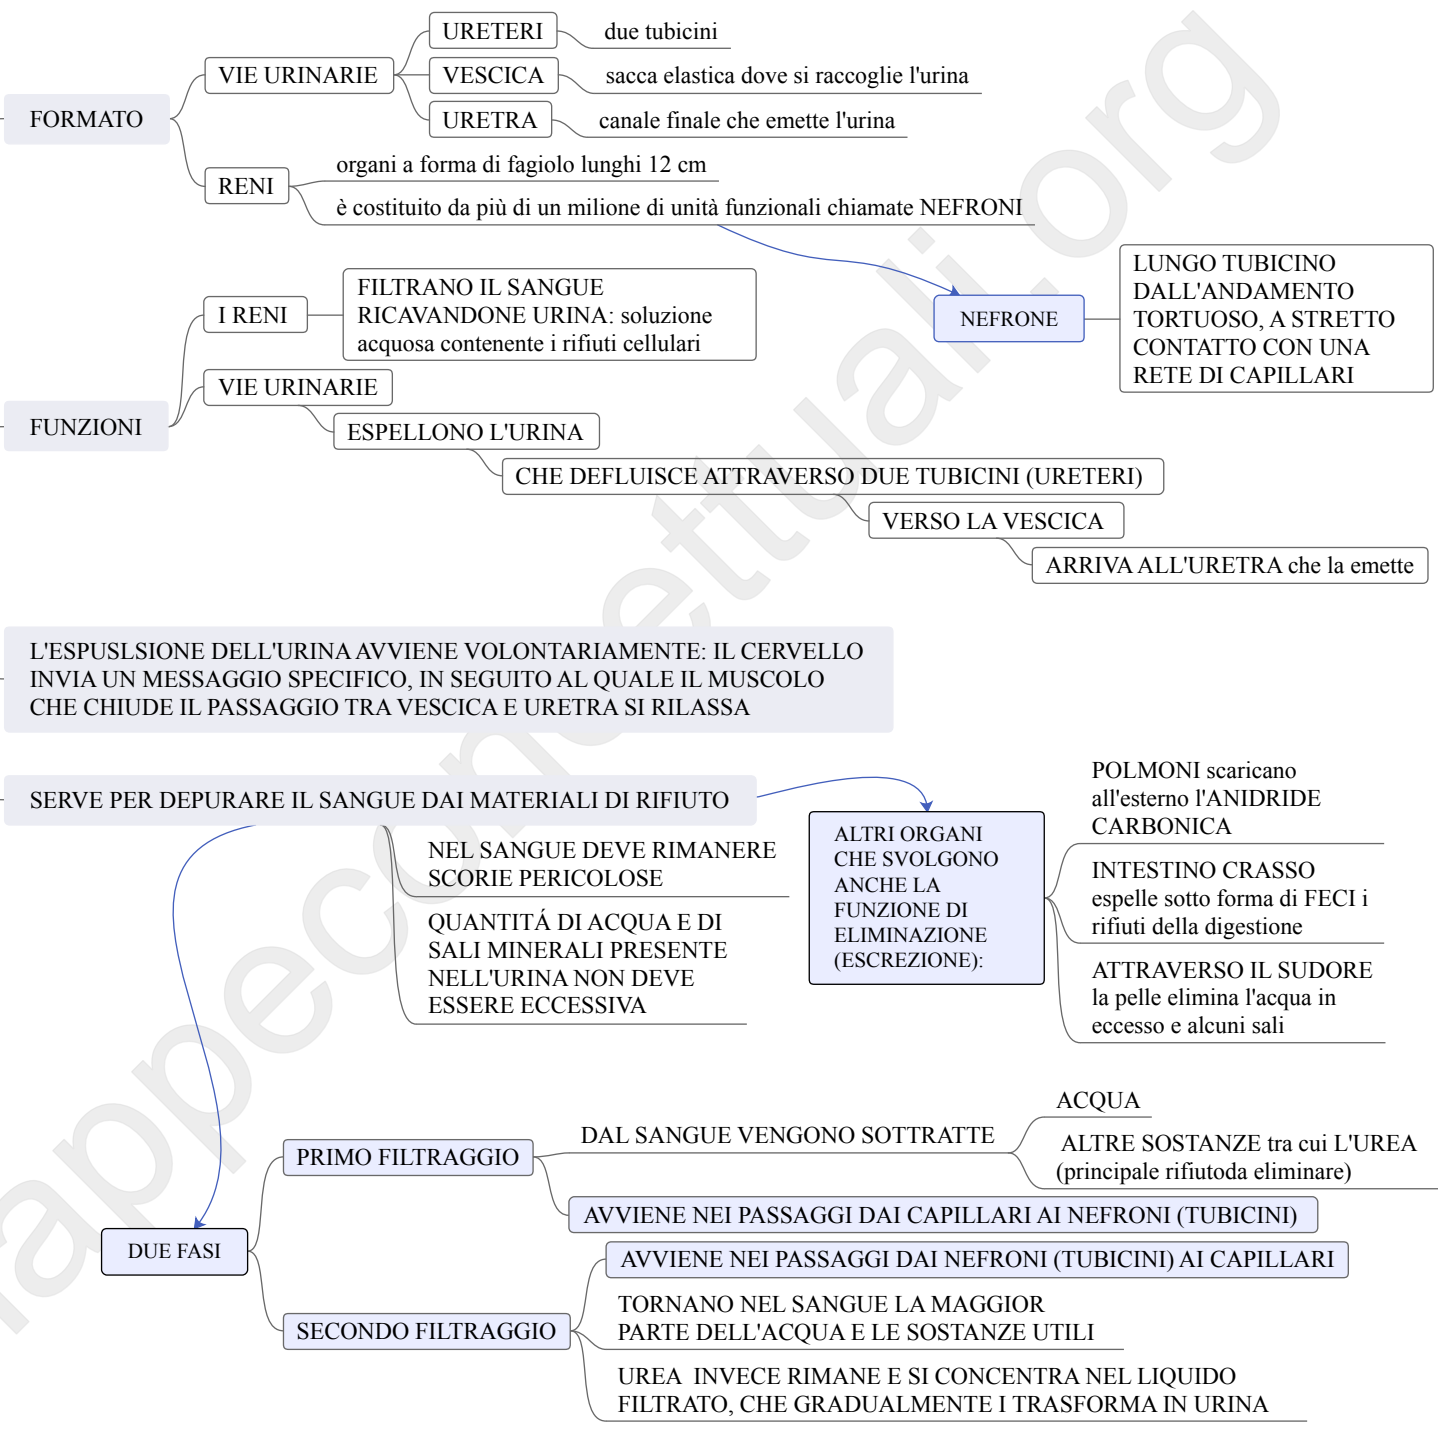 FORMATO
VIE URINARIE
URETERI
due tubicini
VESCICA
sacca elastica dove si raccoglie l'urina
URETRA
canale finale che emette l'urina
RENI
organi a forma di fagiolo lunghi 12 cm
è costituito da più di un milione di unità funzionali chiamate NEFRONI
NEFRONE
LUNGO TUBICINO
DALL'ANDAMENTO
TORTUOSO, A STRETTO
CONTATTO CON UNA
RETE DI CAPILLARI
FUNZIONI
I RENI
FILTRANO IL SANGUE
RICAVANDONE URINA: soluzione
acquosa contenente i rifiuti cellulari
VIE URINARIE
ESPELLONO L'URINA
CHE DEFLUISCE ATTRAVERSO DUE TUBICINI (URETERI)
VERSO LA VESCICA
ARRIVA ALL'URETRA che la emette
L'ESPUSLSIONE DELL'URINA AVVIENE VOLONTARIAMENTE: IL CERVELLO
INVIA UN MESSAGGIO SPECIFICO, IN SEGUITO AL QUALE IL MUSCOLO
CHE CHIUDE IL PASSAGGIO TRA VESCICA E URETRA SI RILASSA
SERVE PER DEPURARE IL SANGUE DAI MATERIALI DI RIFIUTO
NEL SANGUE DEVE RIMANERE
SCORIE PERICOLOSE
QUANTITÁ DI ACQUA E DI
SALI MINERALI PRESENTE
NELL'URINA NON DEVE
ESSERE ECCESSIVA
ALTRI ORGANI
CHE SVOLGONO
ANCHE LA
FUNZIONE DI
ELIMINAZIONE
(ESCREZIONE):
POLMONI scaricano
all'esterno l'ANIDRIDE
CARBONICA
INTESTINO CRASSO
espelle sotto forma di FECI i
rifiuti della digestione
ATTRAVERSO IL SUDORE
la pelle elimina l'acqua in
eccesso e alcuni sali
DUE FASI
PRIMO FILTRAGGIO
DAL SANGUE VENGONO SOTTRATTE
ACQUA
ALTRE SOSTANZE tra cui L'UREA
(principale rifiutoda eliminare)
AVVIENE NEI PASSAGGI DAI CAPILLARI AI NEFRONI (TUBICINI)
SECONDO FILTRAGGIO
AVVIENE NEI PASSAGGI DAI NEFRONI (TUBICINI) AI CAPILLARI
TORNANO NEL SANGUE LA MAGGIOR
PARTE DELL'ACQUA E LE SOSTANZE UTILI
UREA  INVECE RIMANE E SI CONCENTRA NEL LIQUIDO
FILTRATO, CHE GRADUALMENTE I TRASFORMA IN URINA
mappeconcettuali.org